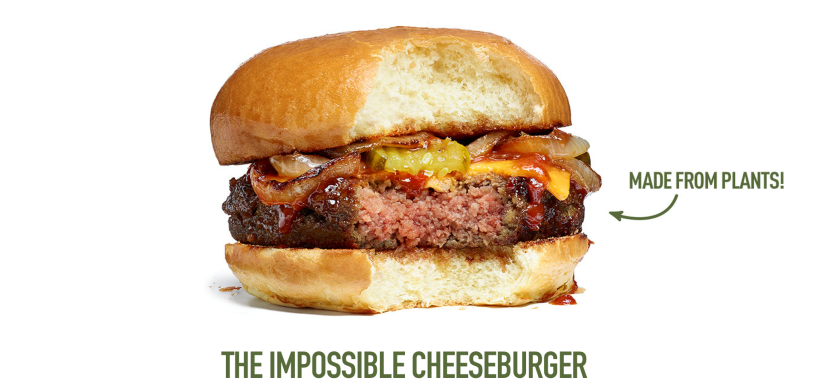 MADE FROM PLANTS!
THE IMPOSSIBLE CHEESEBURGER